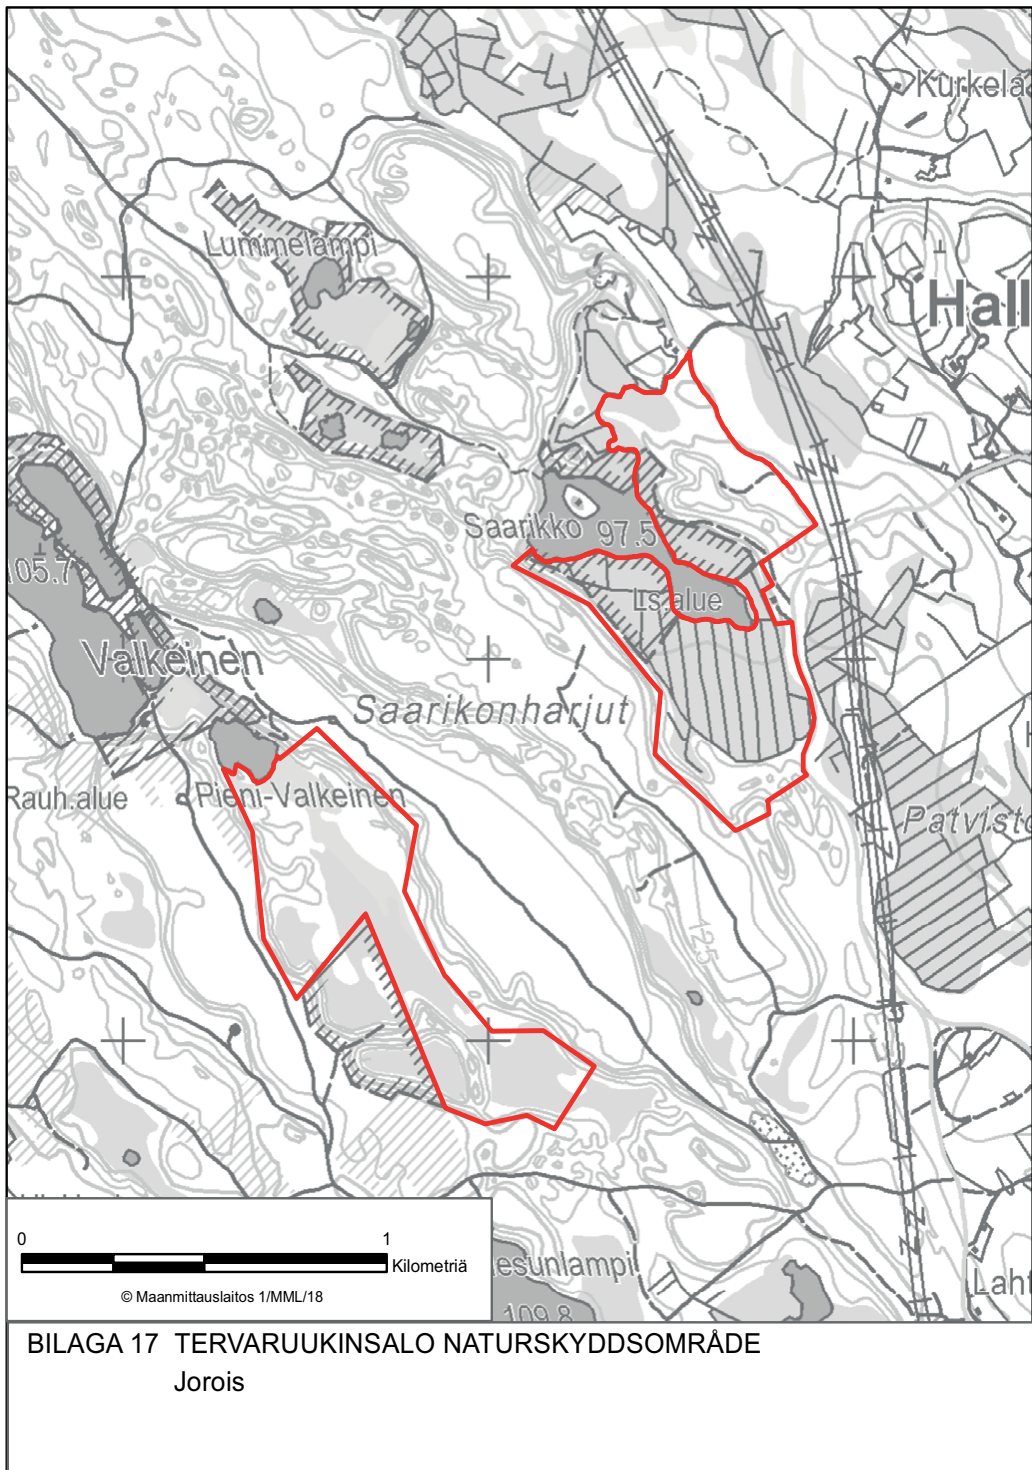 Kurkela
Lummelampi
Hall
Saarikko 97.5
105.7
Ls.alue
Valkeinen
Saarikonharjut
Rauh.alue
Pieni-Valkeinen
Patvisto
125
0 1
Kilometriä
© Maanmittauslaitos 1/MML/18
esunlampi
109.8
Laht
BILAGA 17 TERVARUUKINSALO NATURSKYDDSOMRÅDE
Jorois